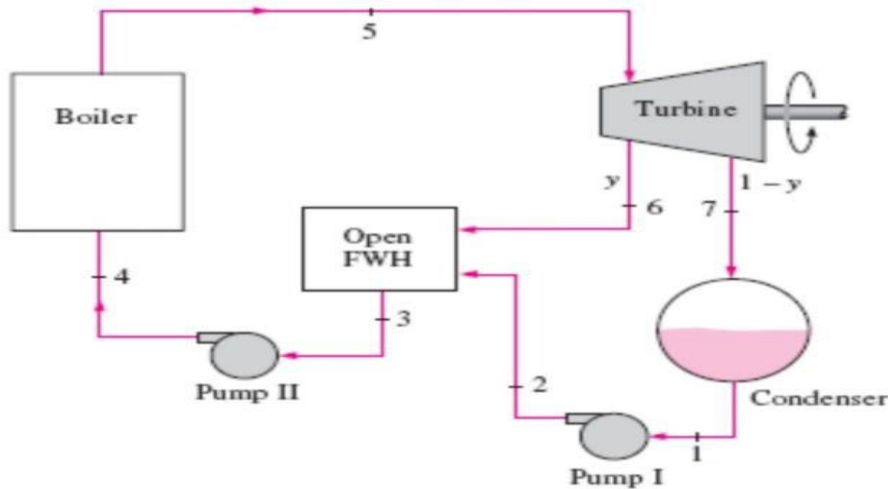 5
Boiler
Turbine
y
1 – y
6
7
Open
FWH
4
3
2
Pump II
Condenser
1
Pump I